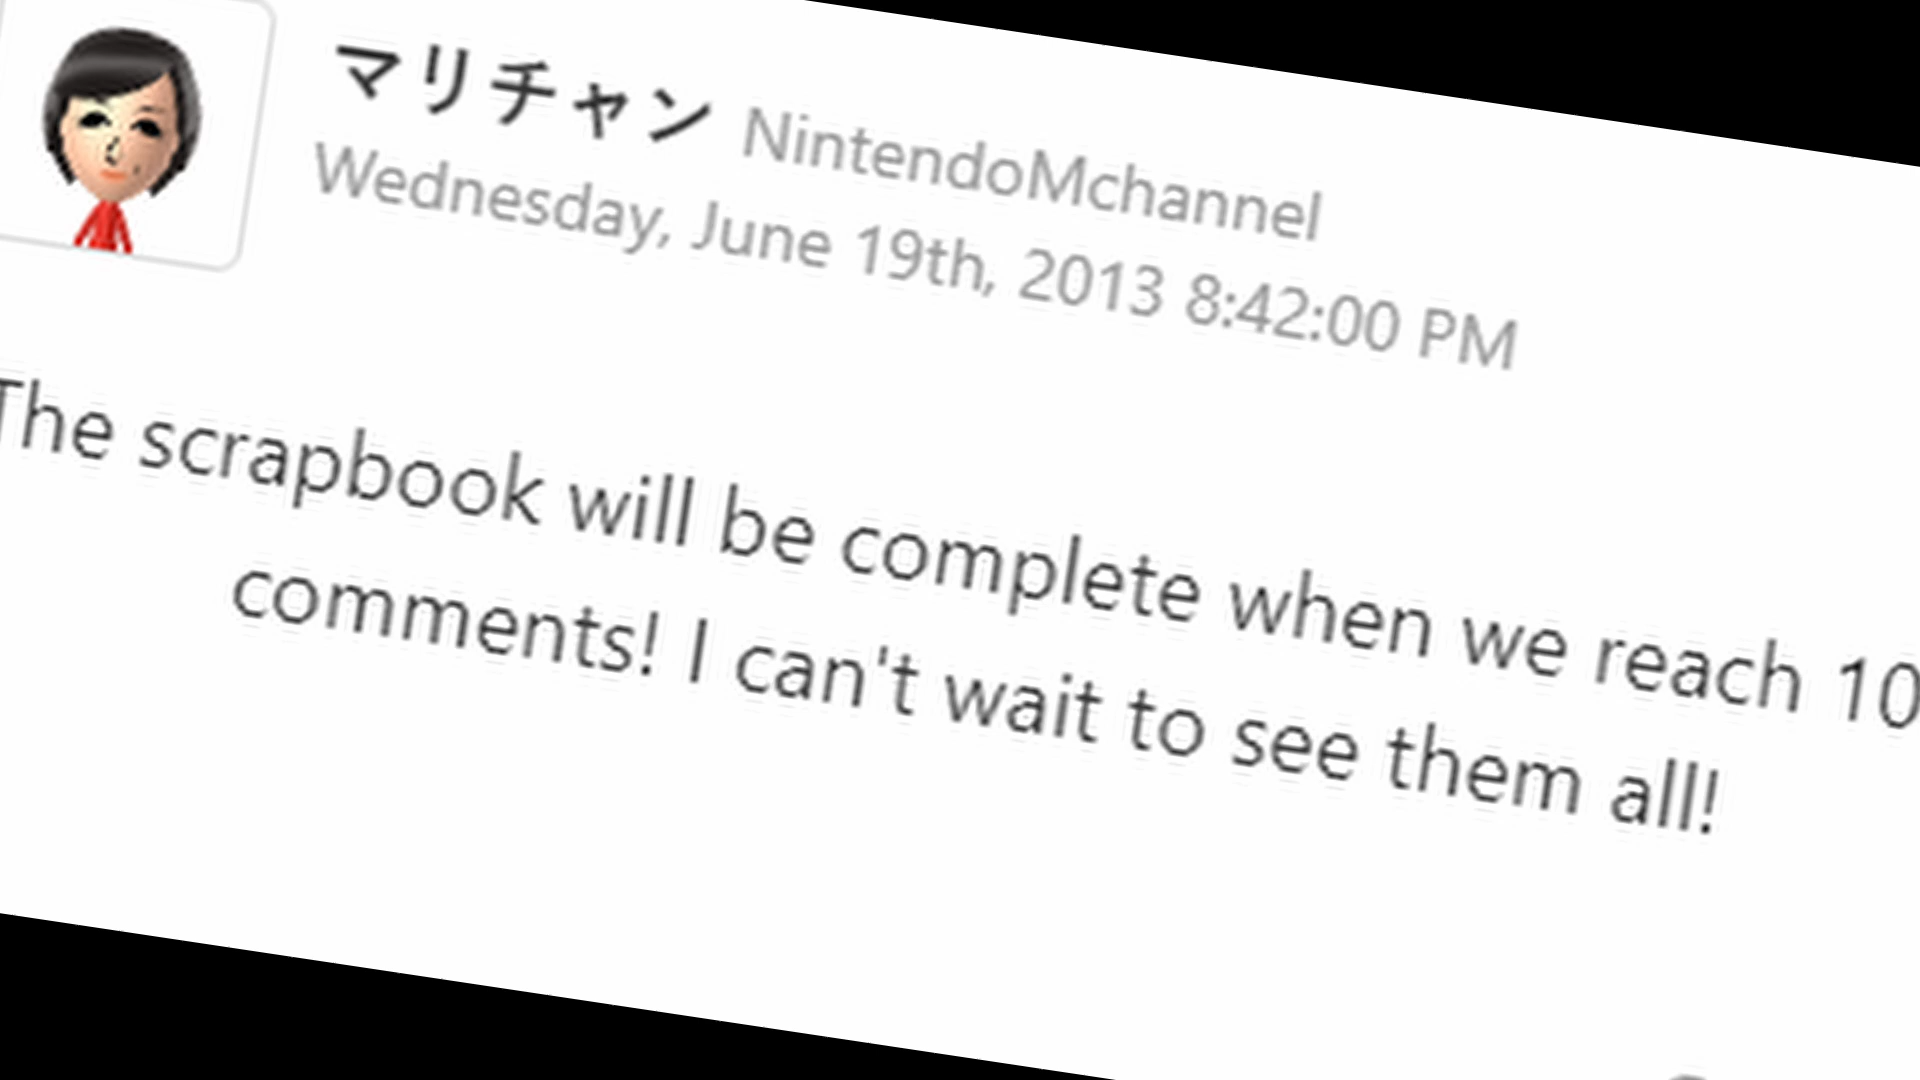 マリチャン NintendoMchannel
Wednesday, June 19th, 2013 8:42:00 PM
The scrapbook will be complete when we reach 10
comments! I can't wait to see them all!